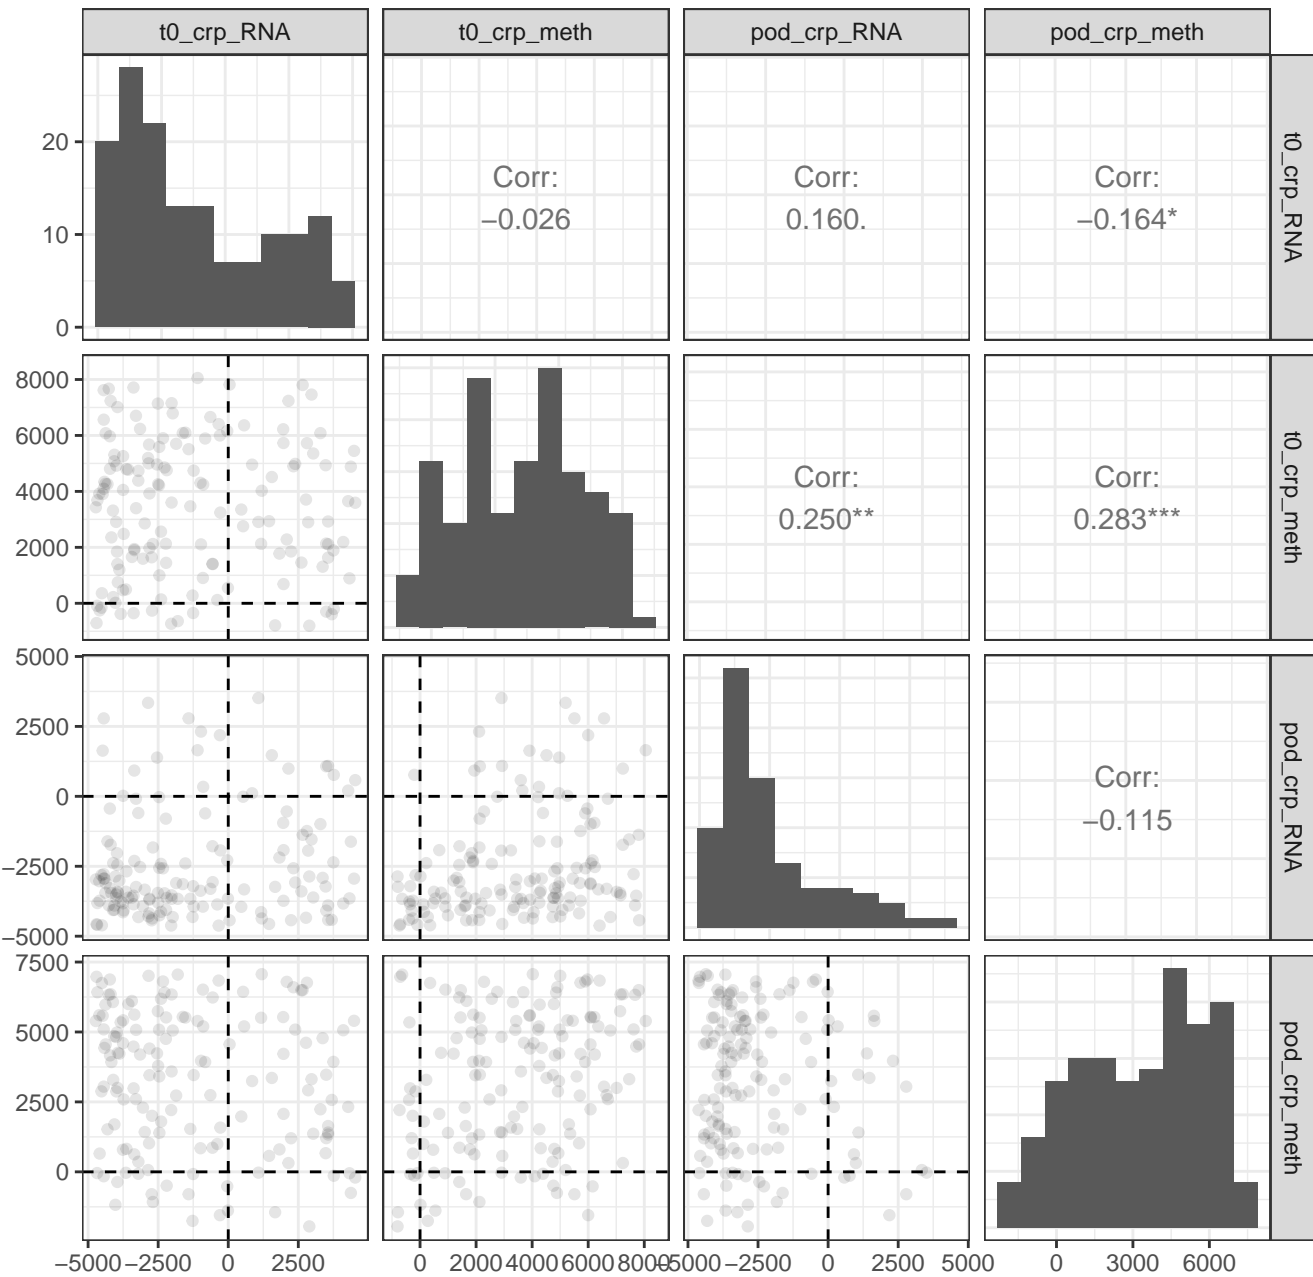 t0_crp_RNA t0_crp_meth pod_crp_RNA pod_crp_meth
20
10
0
Corr:
−0.026
Corr:
0.160.
Corr:
−0.164*
t0_crp_RNA
8000
6000
4000
2000
0
Corr:
0.250**
Corr:
0.283***
t0_crp_meth
5000
2500
0
−2500
−5000
Corr:
−0.115
pod_crp_RNA
7500
5000
2500
0
pod_crp_meth
−5000 −2500 0 2500 0 2000 4000 6000 8000 −5000 −2500 0 2500 5000 0 3000 6000